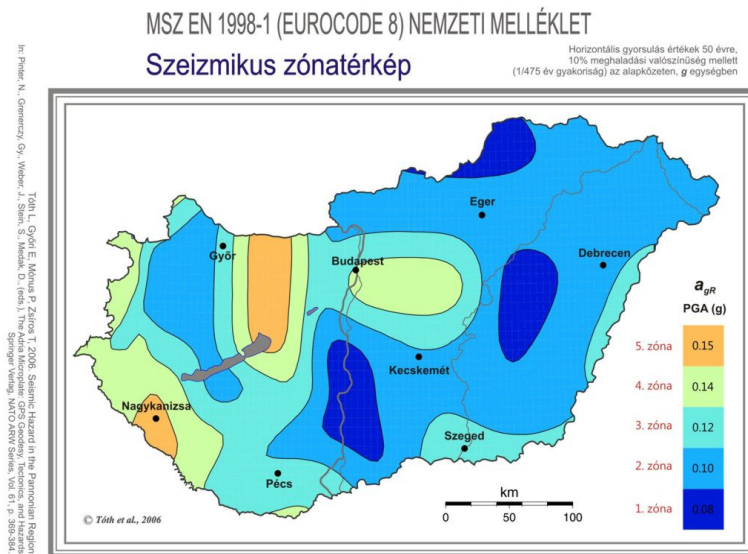 MSZ EN 1998-1 (EUROCODE 8) NEMZETI MELLÉKLET
Szeizmikus zónatérkép
Horizontális gyorsulás értékek 50 évre,
10% meghaladási valószínűség mellett
(1/475 év gyakoriság) az alapkőzeten, g egységben
In: Pinter, N., Grenerczy, Gy., Weber, J., Stein, S., Medak, D., (eds.), The Adria Microplate: GPS Geodesy, Tectonics, and Hazards
Tóth L, Győri E, Mónus P, Zsíros T, 2006. Seismic Hazard in the Pannonian Region
Springer Verlag, NATO ARW Series, Vol. 61, p. 369-384.
Eger
Győr
Budapest
Debrecen
Kecskemét
Nagykanizsa
Szeged
Pécs
a gR
PGA (g)
5. zóna 0.15
4. zóna 0.14
3. zóna 0.12
2. zóna 0.10
1. zóna 0.08
km
0 50 100
© Tóth et al., 2006